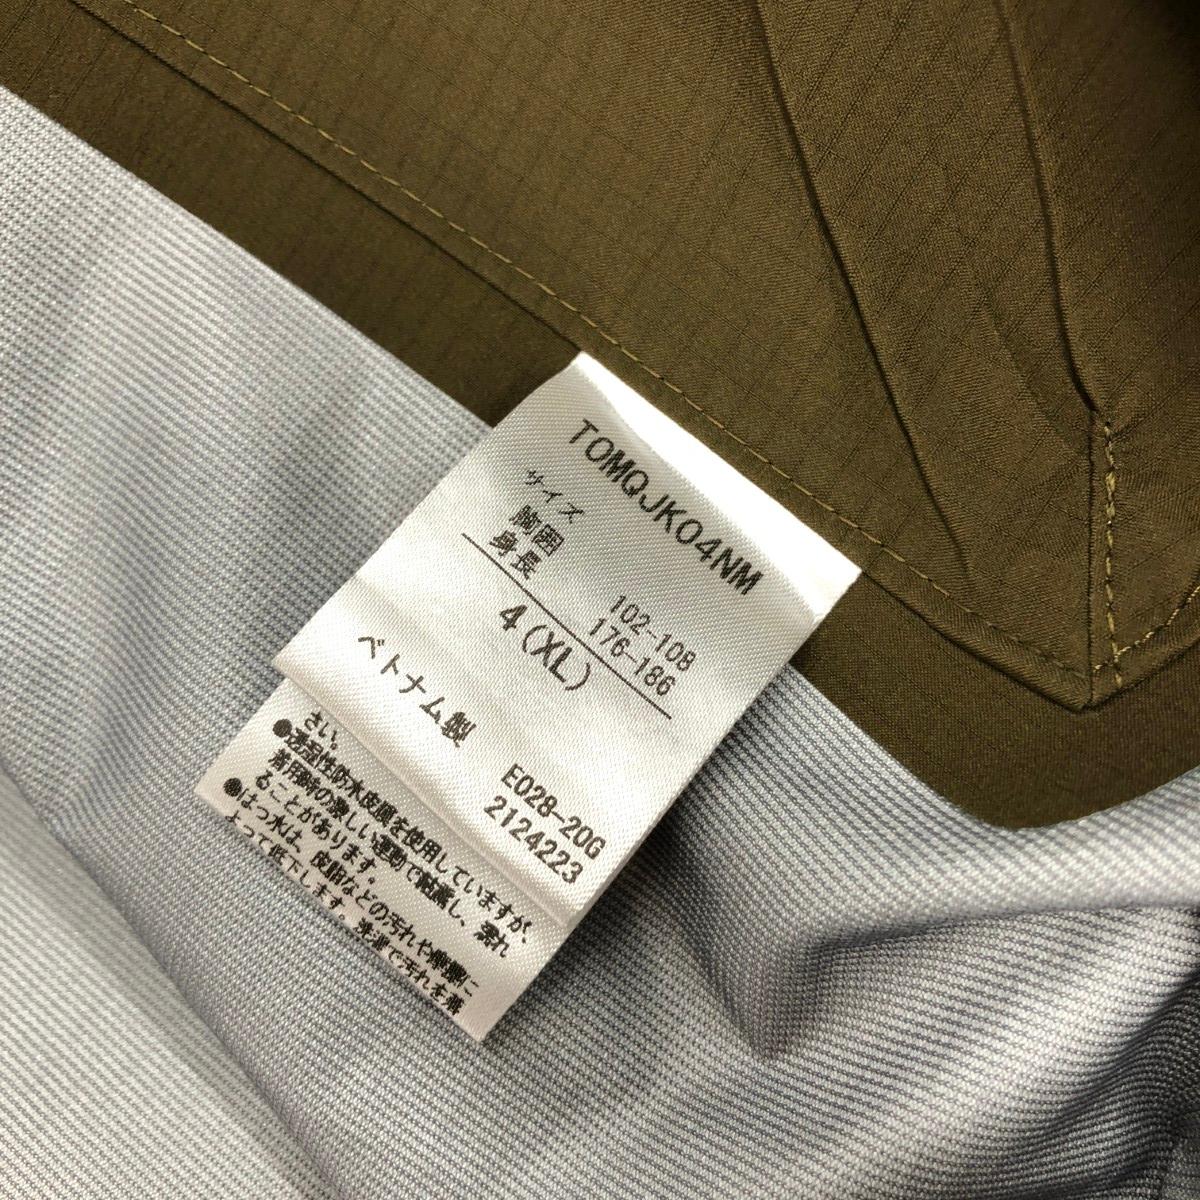 TOMQJK04NM
サイズ
胸囲 102-108
身長 176-186
4(XL)
ベトナム製
E028-20G
2124223
さい。
●透湿性防水皮膜を使用していますが、
着用時の激しい運動で結露し、濡れ
ることがあります。
●はっ水は、皮脂などの汚れや摩擦に
よって低下します。洗濯で汚れを落